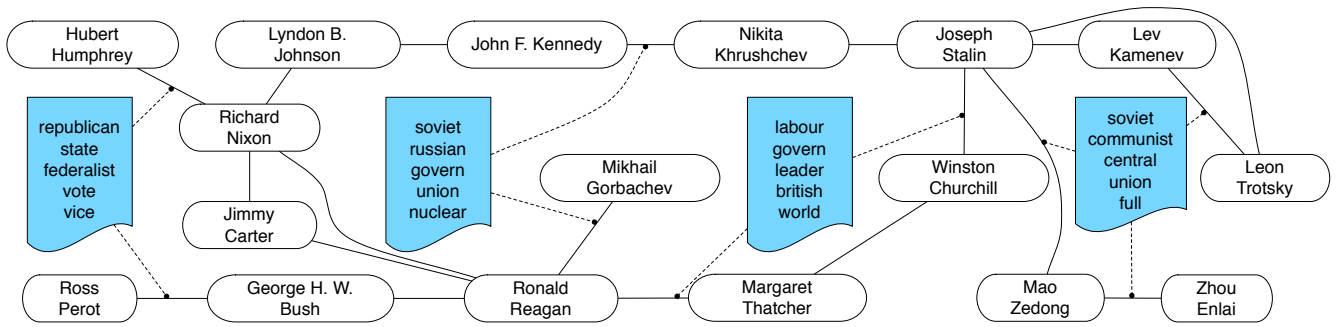 Hubert
Humphrey
Lyndon B.
Johnson
John F. Kennedy
Nikita
Khrushchev
Joseph
Stalin
Lev
Kamenev
republican
state
federalist
vote
vice
Richard
Nixon
soviet
russian
govern
union
nuclear
Mikhail
Gorbachev
labour
govern
leader
british
world
Winston
Churchill
soviet
communist
central
union
full
Leon
Trotsky
Jimmy
Carter
Ross
Perot
George H. W.
Bush
Ronald
Reagan
Margaret
Thatcher
Mao
Zedong
Zhou
Enlai